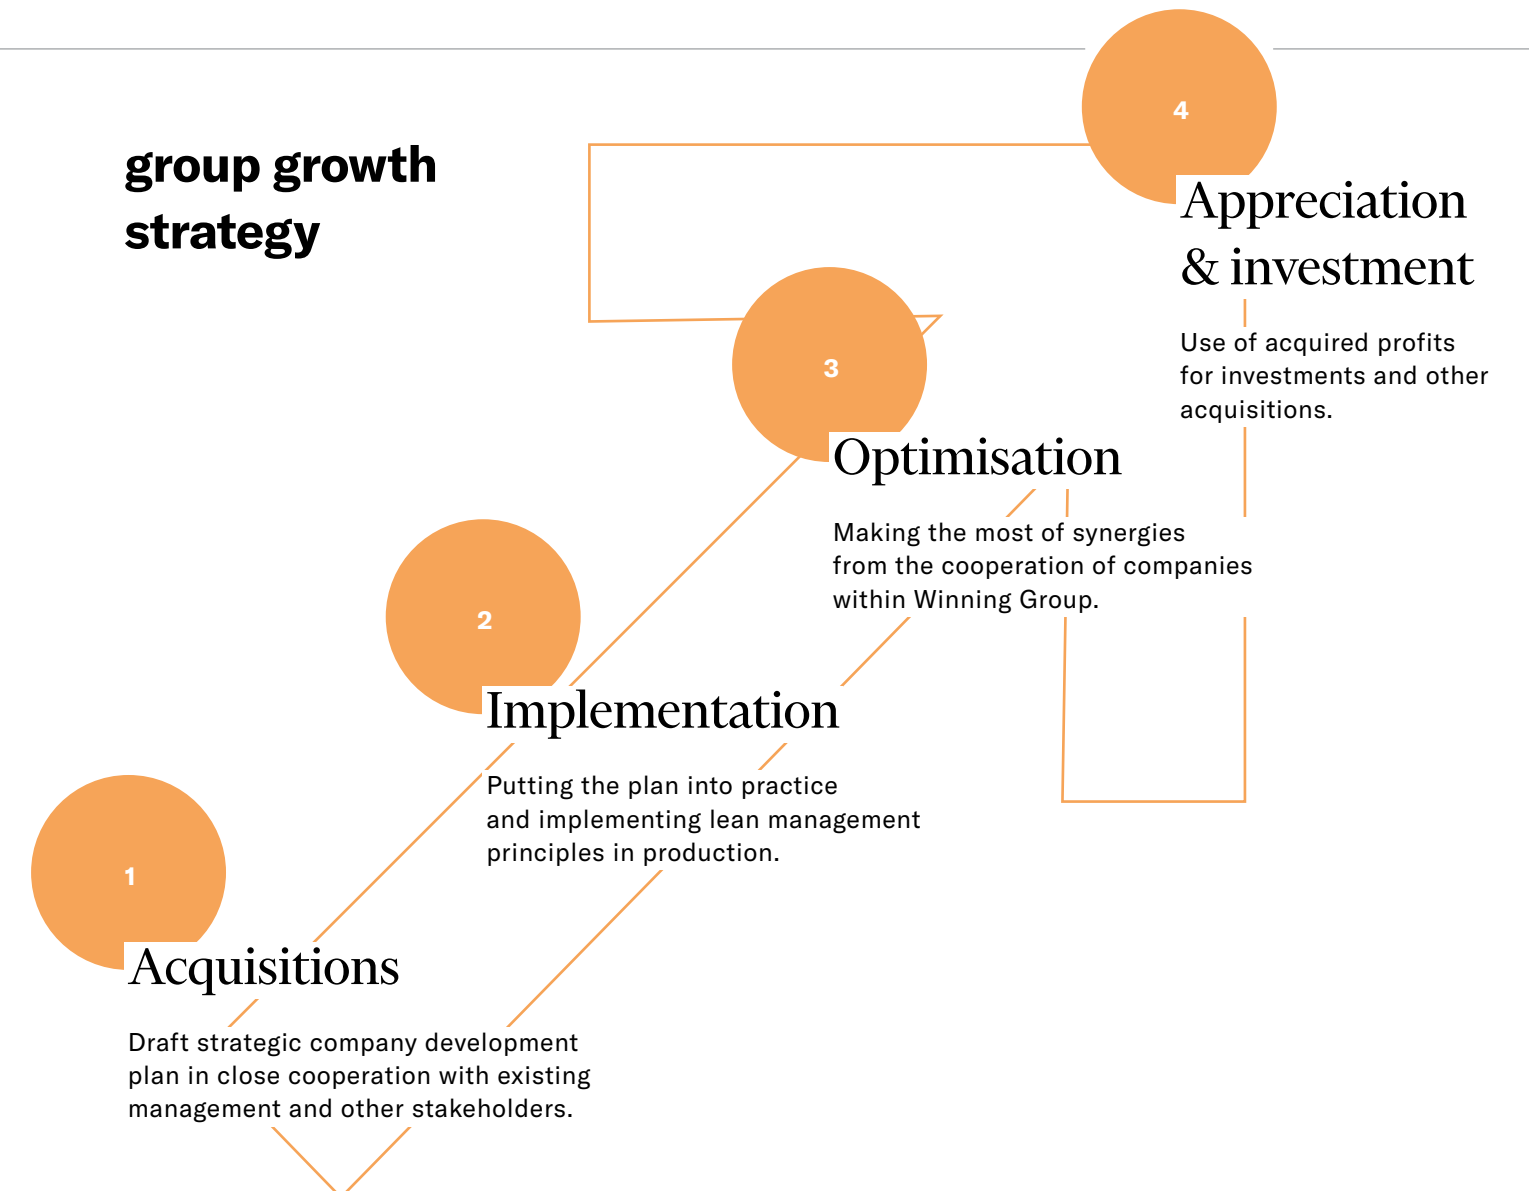 group growth
strategy
1
Acquisitions
Draft strategic company development
plan in close cooperation with existing
management and other stakeholders.
2
Implementation
Putting the plan into practice
and implementing lean management
principles in production.
3
Optimisation
Making the most of synergies
from the cooperation of companies
within Winning Group.
4
Appreciation
& investment
Use of acquired profits
for investments and other
acquisitions.